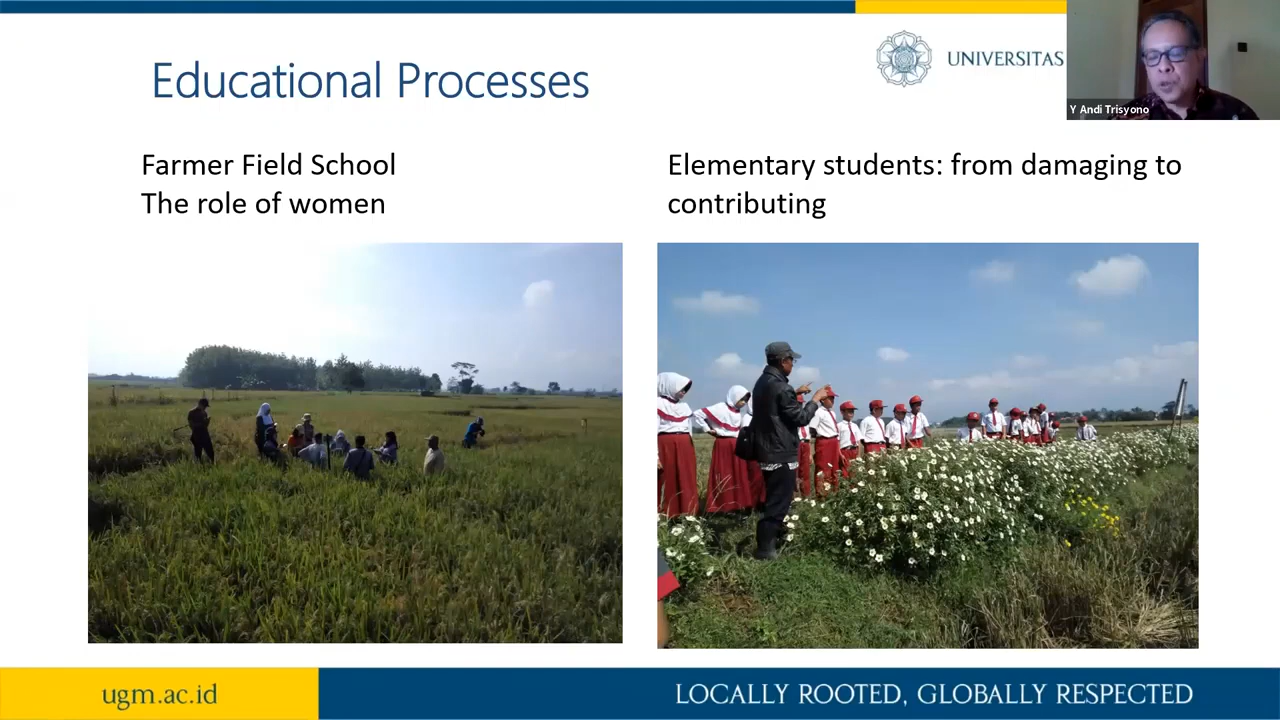 Educational Processes
UNIVERSITAS
Y Andi Trisyono
Farmer Field School
The role of women
Elementary students: from damaging to
contributing
ugm.ac.id
LOCALLY ROOTED, GLOBALLY RESPECTED